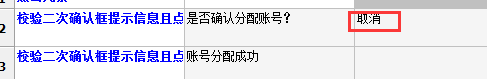 2 校验二次确认框提示信息且点 是否确认分配账号? 取消
3 校验二次确认框提示信息且点 账号分配成功